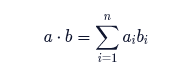 a · b = ∑_{i=1}^{n} a_i b_i